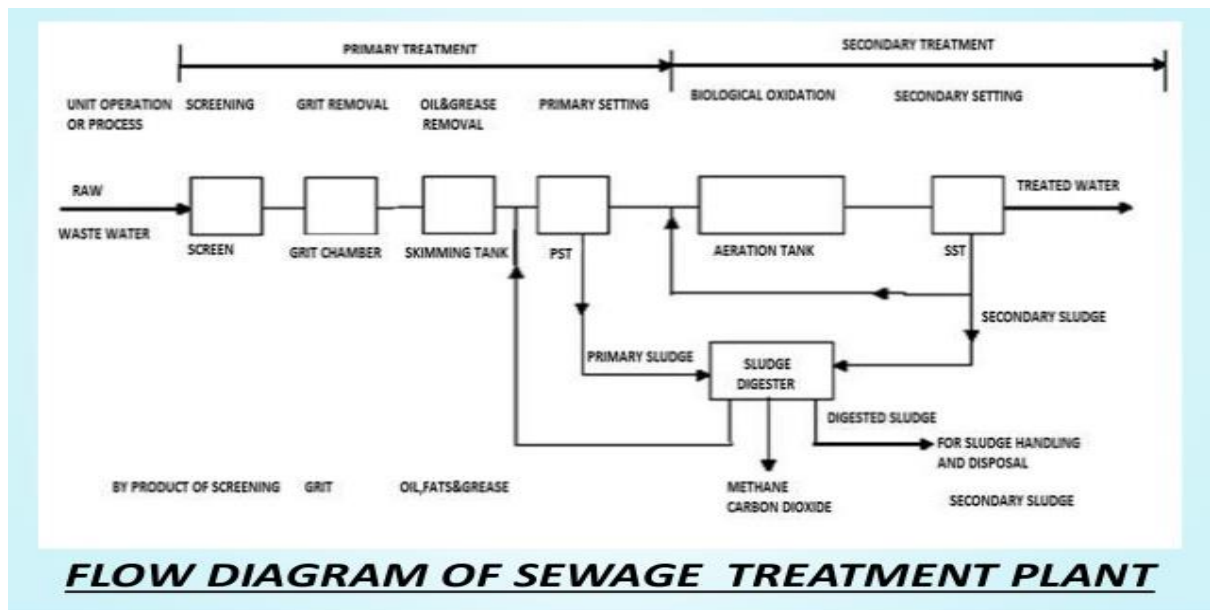 PRIMARY TREATMENT
SECONDARY TREATMENT
UNIT OPERATION
OR PROCESS
SCREENING
GRIT REMOVAL
OIL&GREASE
REMOVAL
PRIMARY SETTING
BIOLOGICAL OXIDATION
SECONDARY SETTING
RAW
WASTE WATER
SCREEN
GRIT CHAMBER
SKIMMING TANK
PST
AERATION TANK
SST
TREATED WATER
SECONDARY SLUDGE
PRIMARY SLUDGE
SLUDGE
DIGESTER
DIGESTED SLUDGE
FOR SLUDGE HANDLING
AND DISPOSAL
BY PRODUCT OF SCREENING
GRIT
OIL,FATS&GREASE
METHANE
CARBON DIOXIDE
SECONDARY SLUDGE
FLOW DIAGRAM OF SEWAGE TREATMENT PLANT